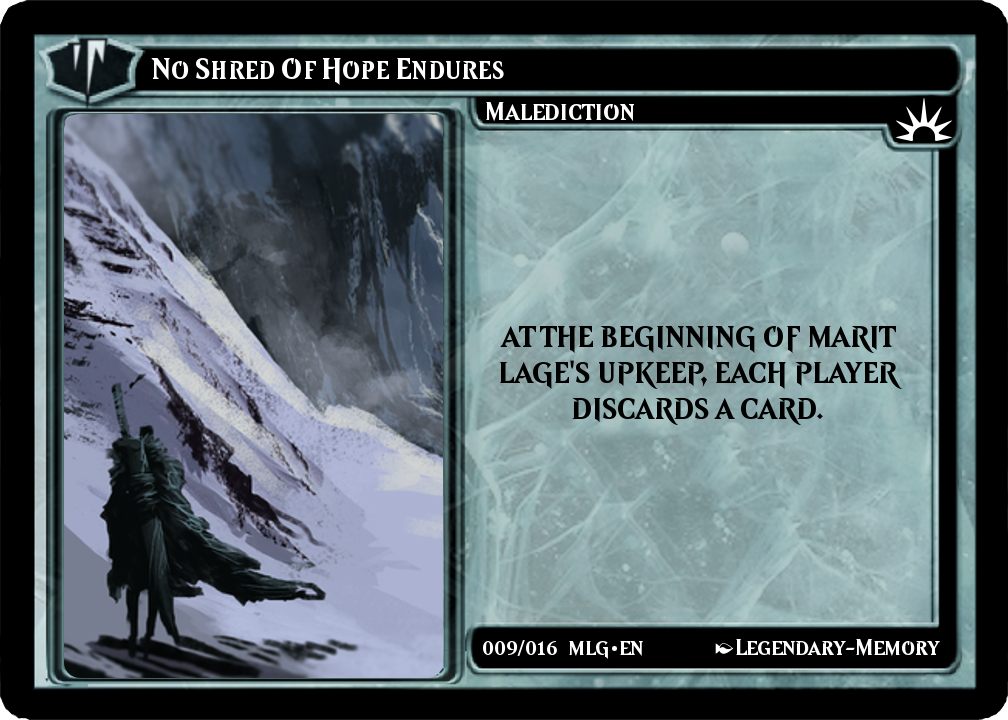 No Shred Of Hope Endures
Malediction
AT THE BEGINNING OF MARIT
LAGE'S UPKEEP, EACH PLAYER
DISCARDS A CARD.
009/016 MLG•EN
Legendary-Memory